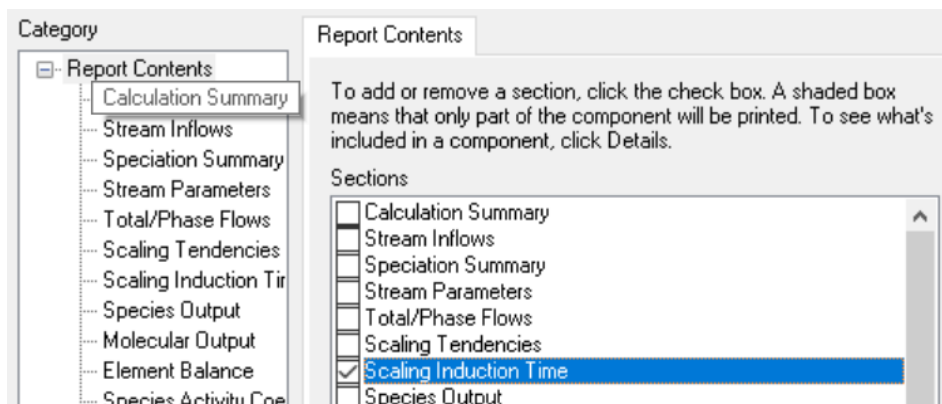 Category
Report Contents
Calculation Summary
Stream Inflows
Speciation Summary
Stream Parameters
Total/Phase Flows
Scaling Tendencies
Scaling Induction Tir
Species Output
Molecular Output
Element Balance
Species Activity Coe
Report Contents
To add or remove a section, click the check box. A shaded box
means that only part of the component will be printed. To see what's
included in a component, click Details.
Sections
Calculation Summary
Stream Inflows
Speciation Summary
Stream Parameters
Total/Phase Flows
Scaling Tendencies
Scaling Induction Time
Species Output